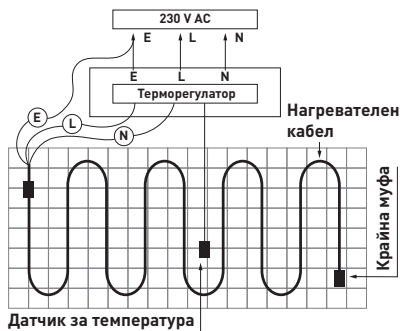 230 V AC
E L N
E L N
Терморегулатор
E
L
N
Нагревателен
кабел
Крайна муфа
Датчик за температура